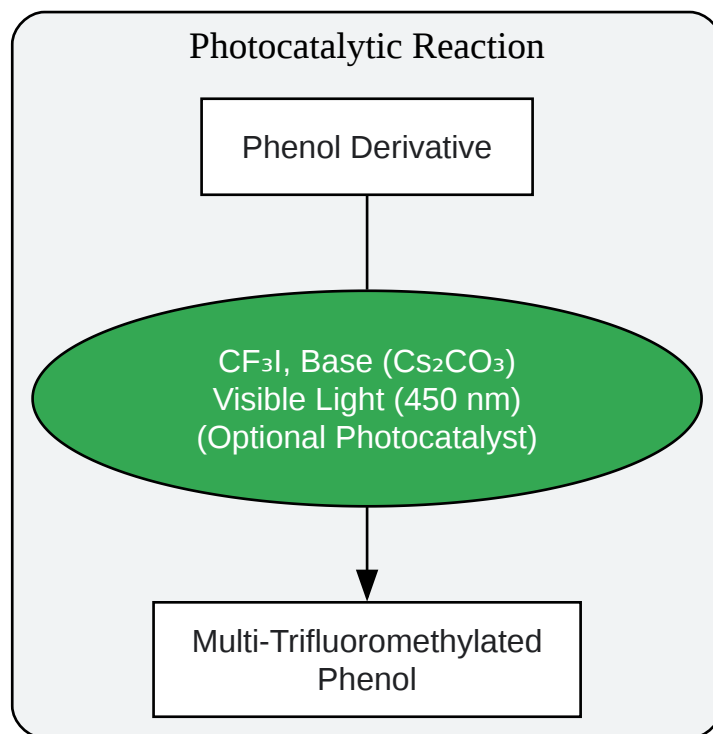 Photocatalytic Reaction
Phenol Derivative
CF₃I, Base (Cs₂CO₃)
Visible Light (450 nm)
(Optional Photocatalyst)
Multi-Trifluoromethylated
Phenol